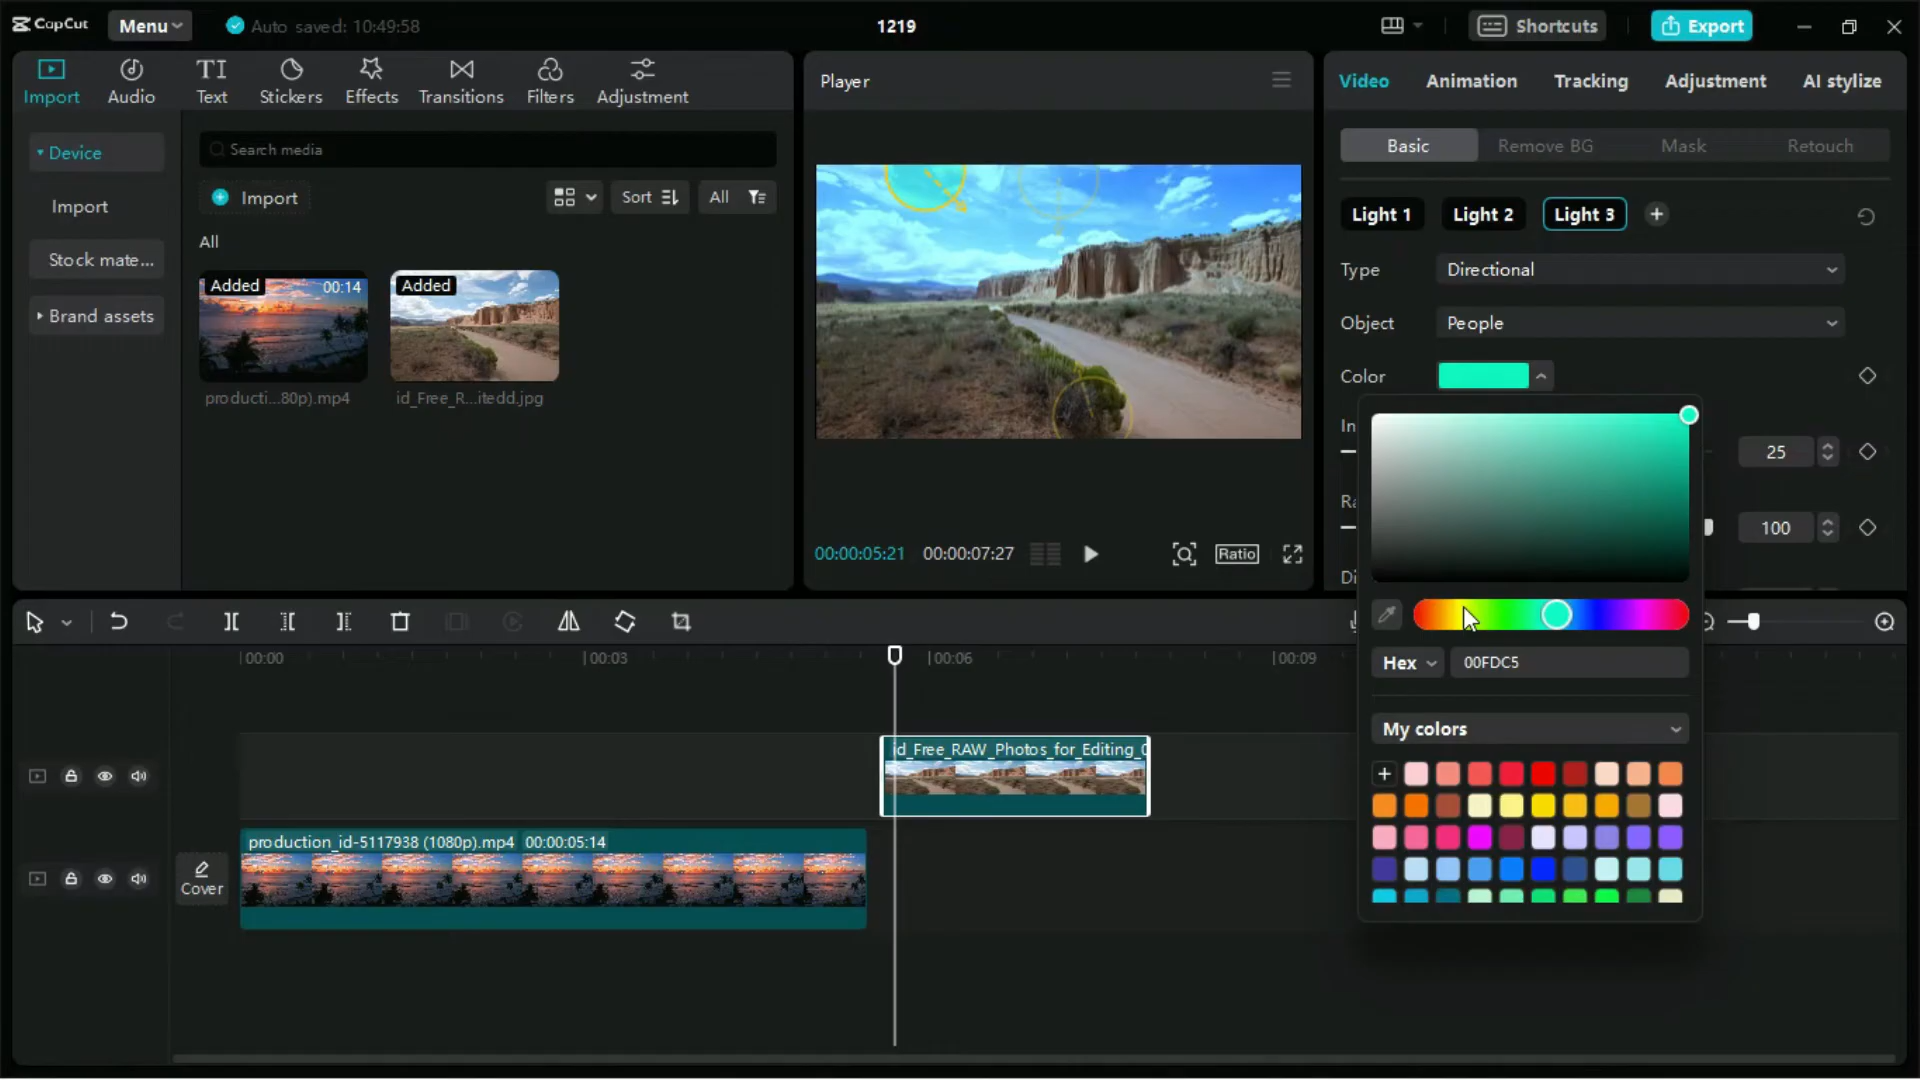 CapCut
Menu
Auto saved: 10:49:58
1219
Shortcuts
Export
Import
Audio
TI
Text
Stickers
Effects
Transitions
Filters
Adjustment
Device
Import
Stock mate...
Brand assets
Search media
Import
Sort
All
All
Added
00:14
producti...80p).mp4
Added
id_Free_R...itedd.jpg
Player
00:00:05:21
00:00:07:27
Ratio
Video
Animation
Tracking
Adjustment
AI stylize
Basic
Remove BG
Mask
Retouch
Light 1
Light 2
Light 3
Type
Directional
Object
People
Color
In
25
Ra
100
Di
Hex
00FDC5
My colors
00:00
00:03
00:06
00:09
id_Free_RAW_Photos_for_Editing_0
Cover
production_id-5117938 (1080p).mp4 00:00:05:14